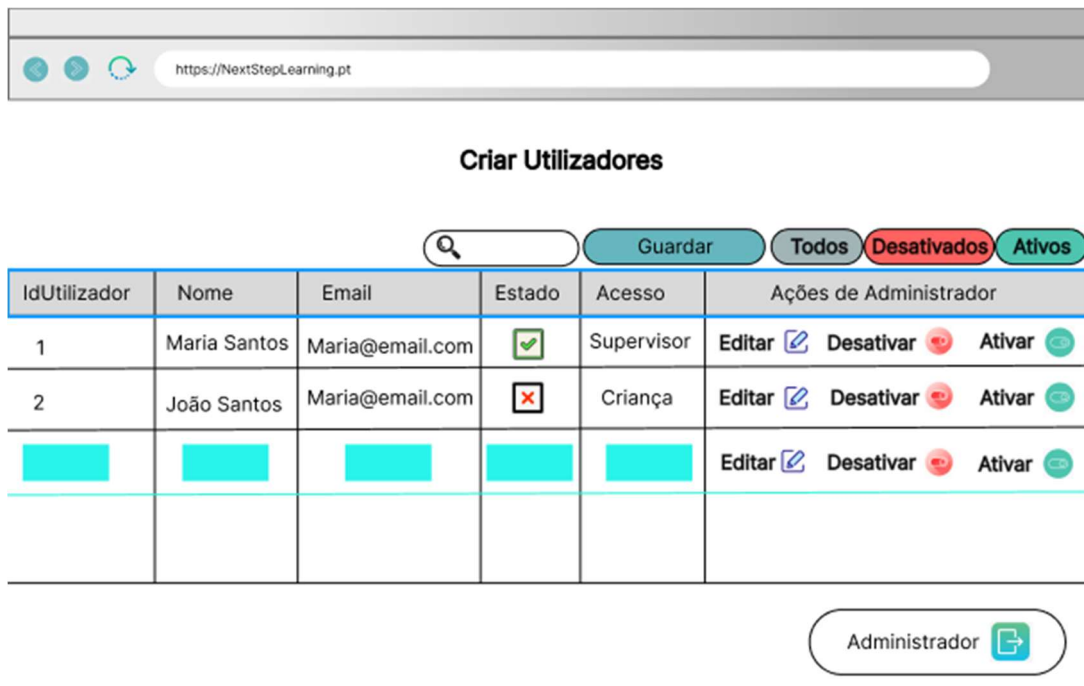 https://NextStepLearning.pt
Criar Utilizadores
Guardar Todos Desativados Ativos
IdUtilizador Nome Email Estado Acesso Ações de Administrador
1 Maria Santos Maria@email.com Supervisor Editar Desativar Ativar
2 João Santos Maria@email.com Criança Editar Desativar Ativar
Editar Desativar Ativar
Administrador